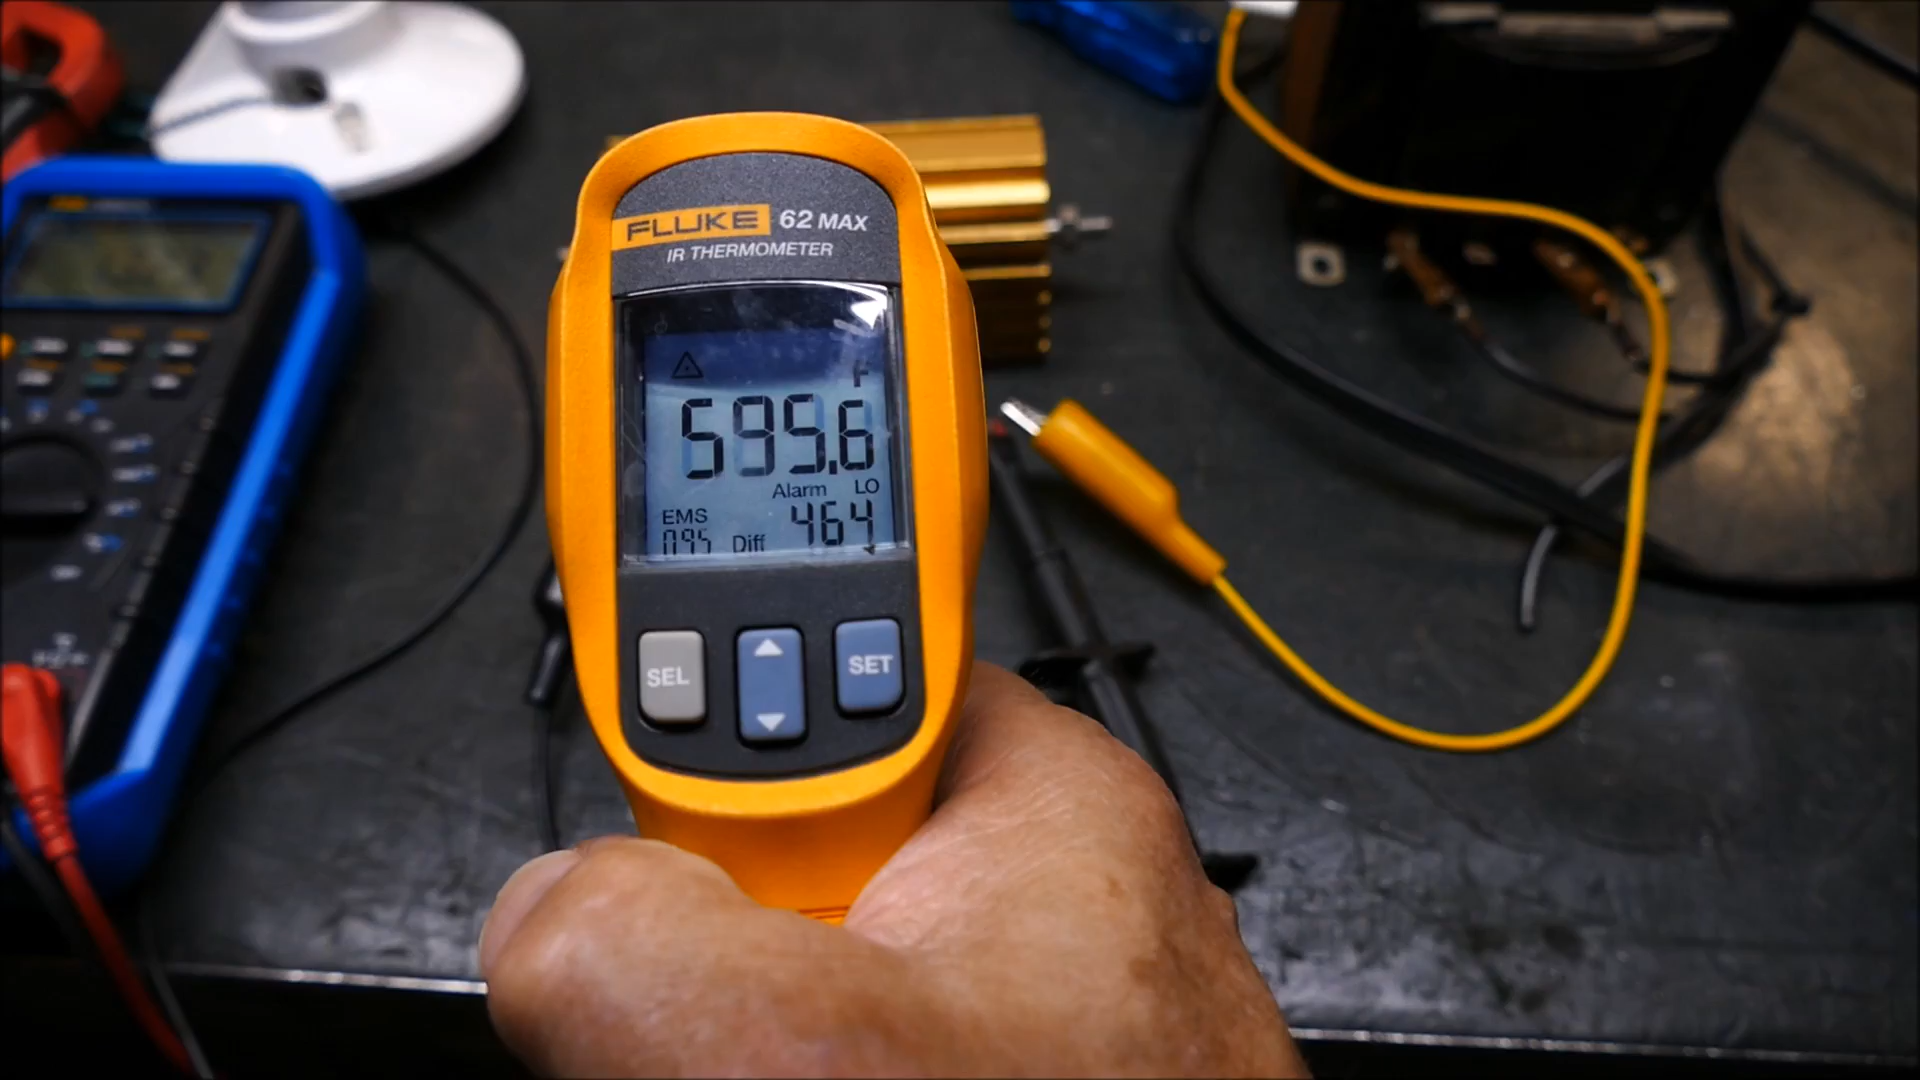 FLUKE 62 MAX
IR THERMOMETER
F
595.6
Alarm LO
EMS 464
0.95 Diff
SEL
SET